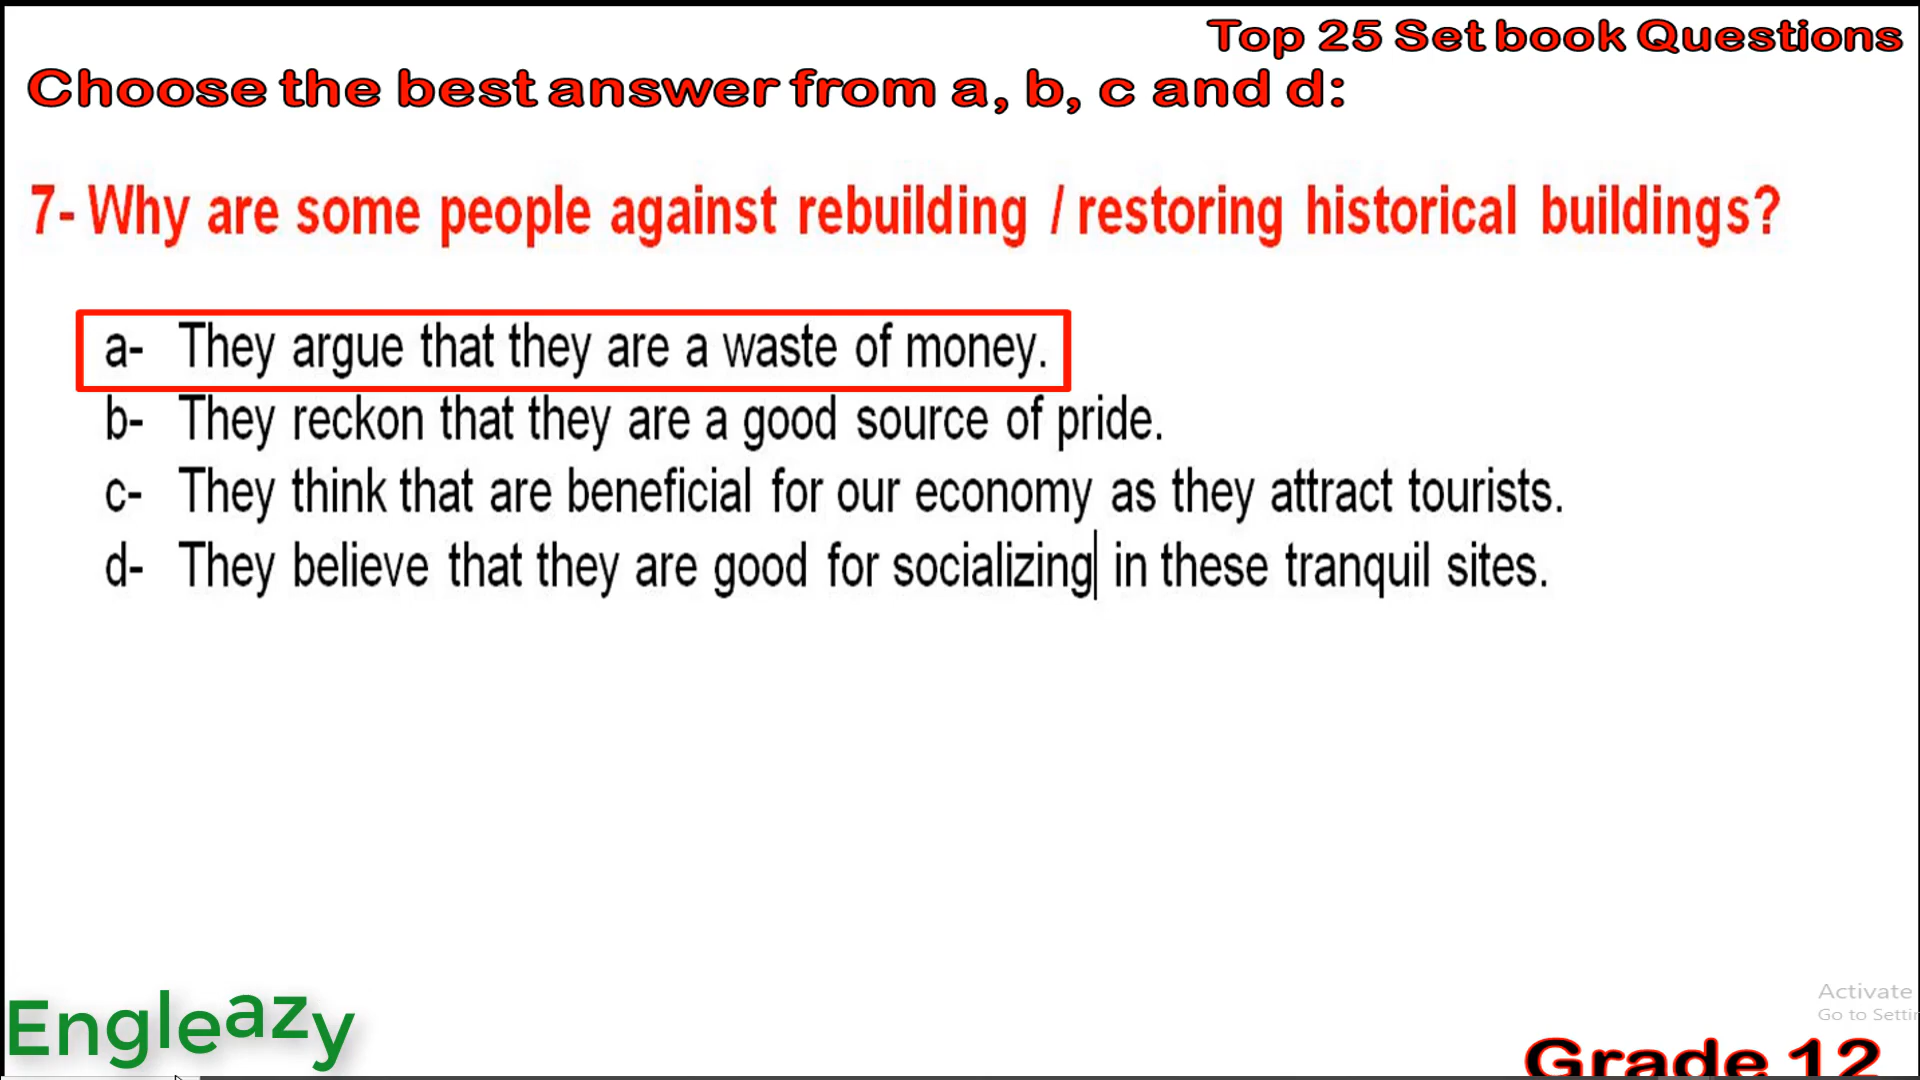 Top 25 Set book Questions
Choose the best answer from a, b, c and d:
7- Why are some people against rebuilding / restoring historical buildings?
a- They argue that they are a waste of money.
b- They reckon that they are a good source of pride.
c- They think that are beneficial for our economy as they attract tourists.
d- They believe that they are good for socializing in these tranquil sites.
Engleazy
Activate
Go to Settin
Grade 12